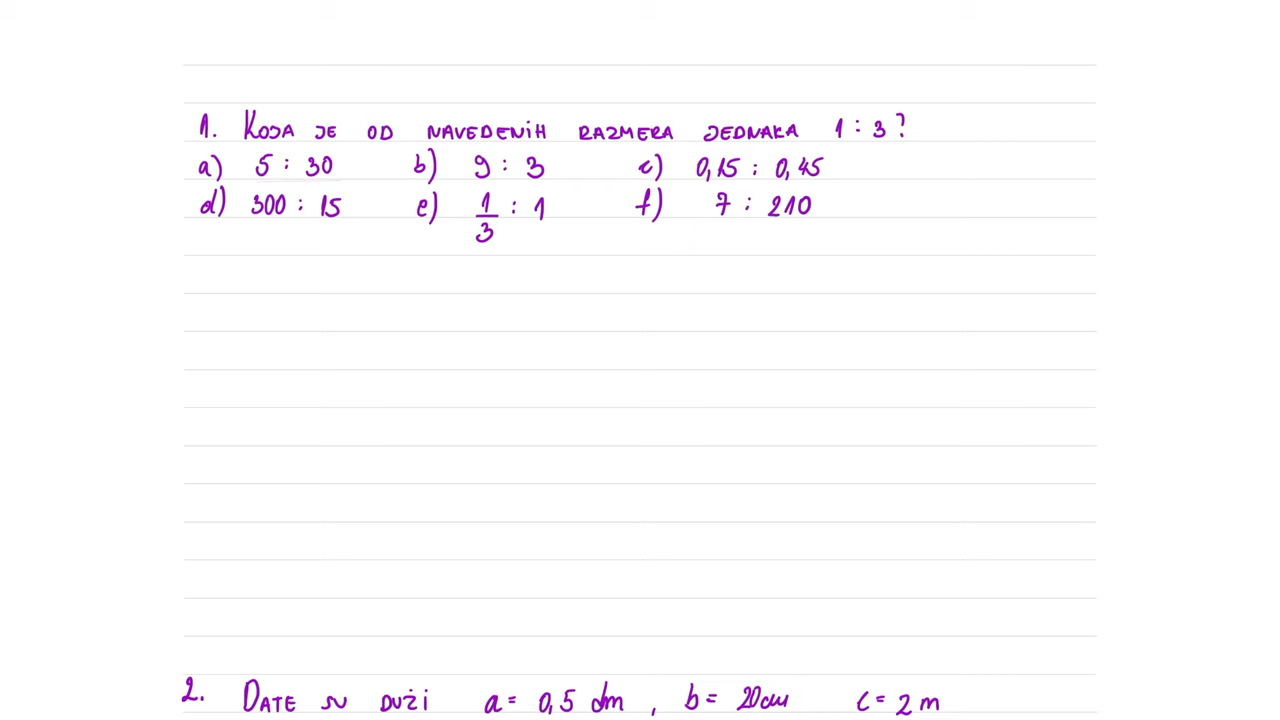 1. KOJA JE OD NAVEDENIH RAZMERA JEDNAKA 1 : 3 ?
a) 5 : 30 b) 9 : 3 c) 0,15 : 0,45
d) 300 : 15 e) 1/3 : 1 f) 7 : 210
2. DATE SU DUŽI a = 0,5 dm , b = 20cm c = 2 m